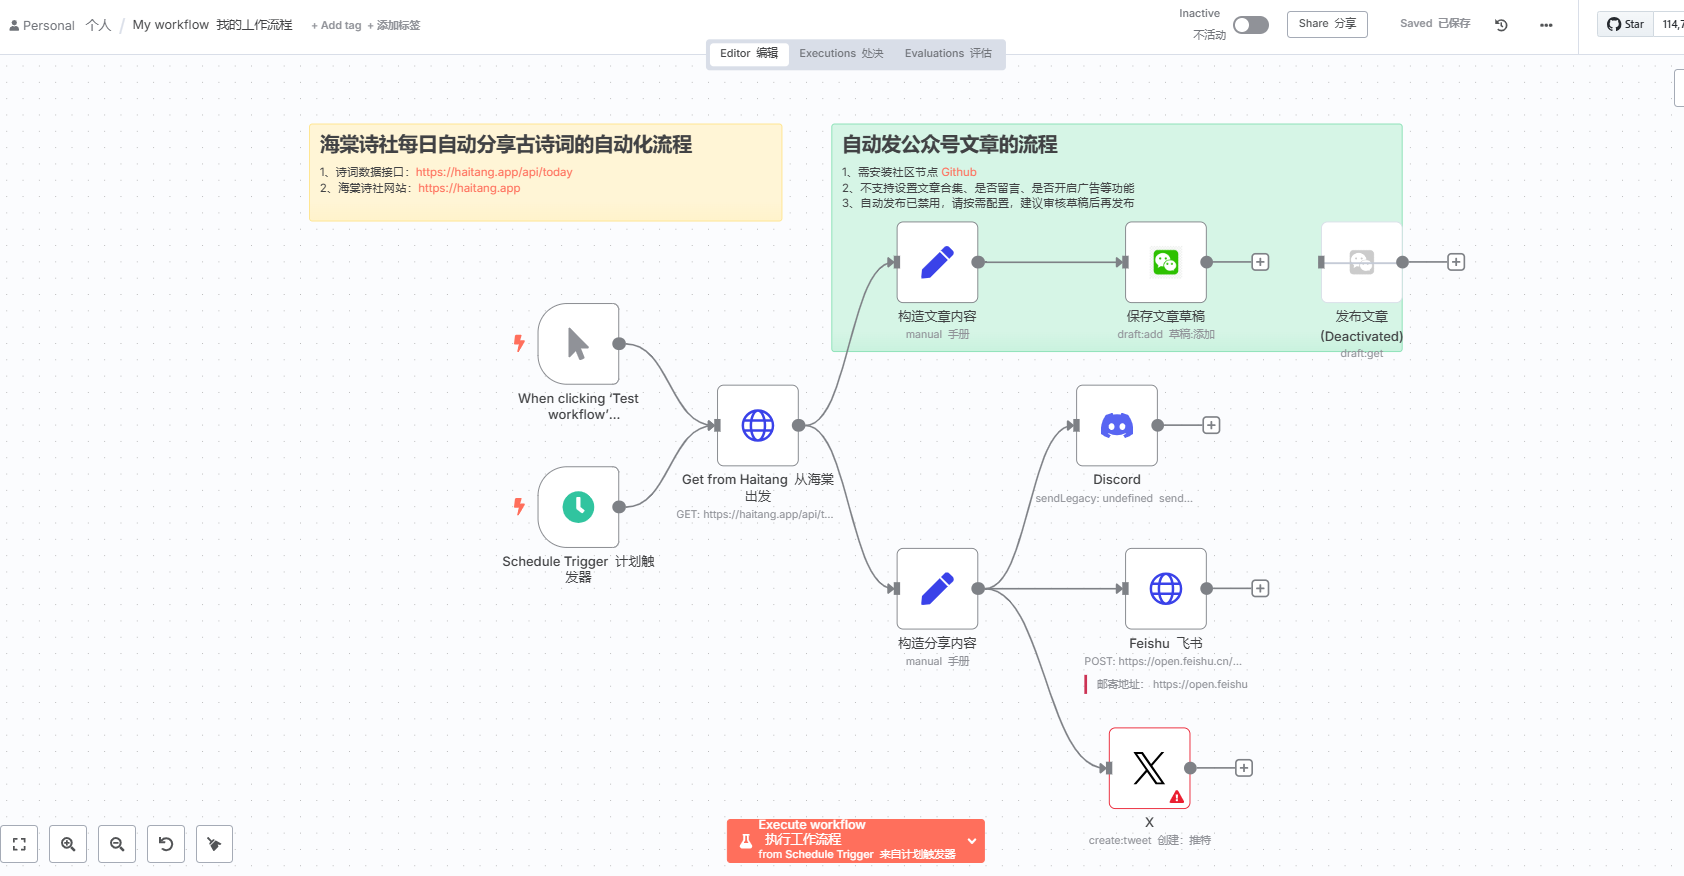 Personal 个人 / My workflow 我的工作流程 + Add tag + 添加标签
Inactive
不活动
Share 分享
Saved 已保存
Star
114,7
Editor 编辑
Executions 处决
Evaluations 评估
海棠诗社每日自动分享古诗词的自动化流程
1、诗词数据接口：https://haitang.app/api/today
2、海棠诗社网站：https://haitang.app
自动发公众号文章的流程
1、需安装社区节点 Github
2、不支持设置文章合集、是否留言、是否开启广告等功能
3、自动发布已禁用，请按需配置，建议审核草稿后再发布
构造文章内容
manual 手册
保存文章草稿
draft:add 草稿:添加
发布文章
(Deactivated)
draft:get
When clicking ‘Test
workflow’...
Get from Haitang 从海棠
出发
GET: https://haitang.app/api/t...
Discord
sendLegacy: undefined send...
Schedule Trigger 计划触
发器
构造分享内容
manual 手册
Feishu 飞书
POST: https://open.feishu.cn/...
邮寄地址： https://open.feishu
X
create:tweet 创建：推特
Execute workflow
执行工作流程
from Schedule Trigger 来自计划触发器